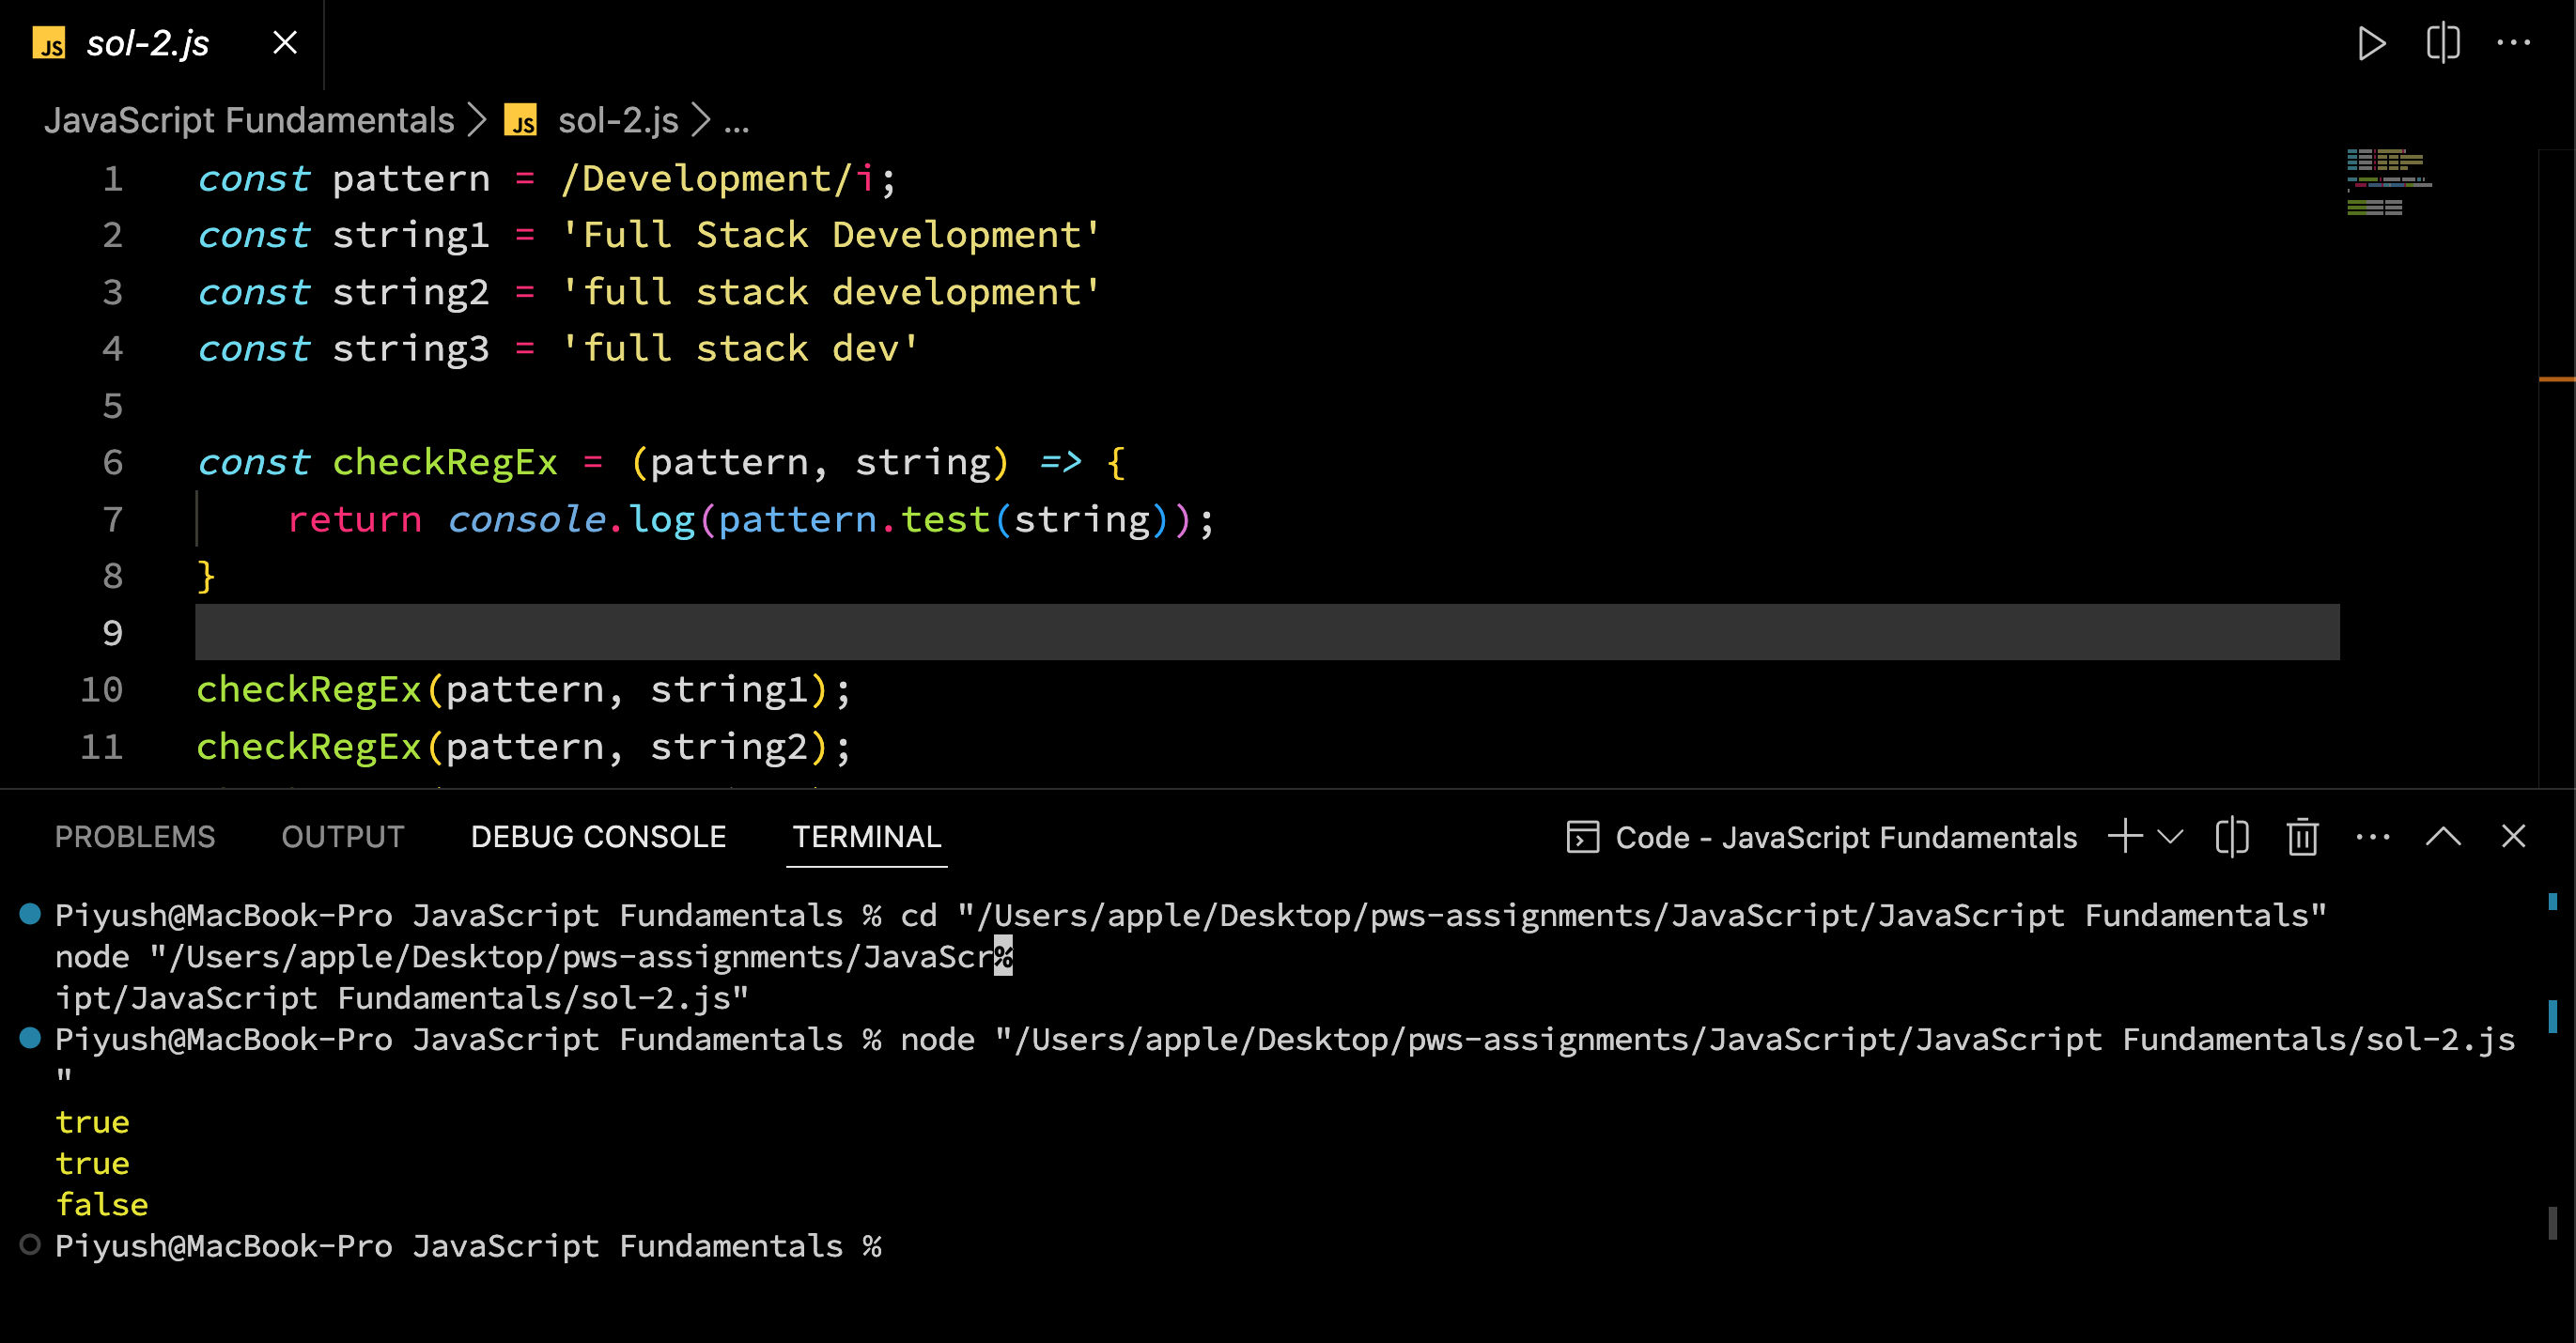 JS sol-2.js
JavaScript Fundamentals > JS sol-2.js > ...
1 const pattern = /Development/i;
2 const string1 = 'Full Stack Development'
3 const string2 = 'full stack development'
4 const string3 = 'full stack dev'
5
6 const checkRegEx = (pattern, string) => {
7 return console.log(pattern.test(string));
8 }
9
10 checkRegEx(pattern, string1);
11 checkRegEx(pattern, string2);
PROBLEMS OUTPUT DEBUG CONSOLE TERMINAL Code - JavaScript Fundamentals
Piyush@MacBook-Pro JavaScript Fundamentals % cd "/Users/apple/Desktop/pws-assignments/JavaScript/JavaScript Fundamentals"
node "/Users/apple/Desktop/pws-assignments/JavaScr%
ipt/JavaScript Fundamentals/sol-2.js"
Piyush@MacBook-Pro JavaScript Fundamentals % node "/Users/apple/Desktop/pws-assignments/JavaScript/JavaScript Fundamentals/sol-2.js
"
true
true
false
Piyush@MacBook-Pro JavaScript Fundamentals %